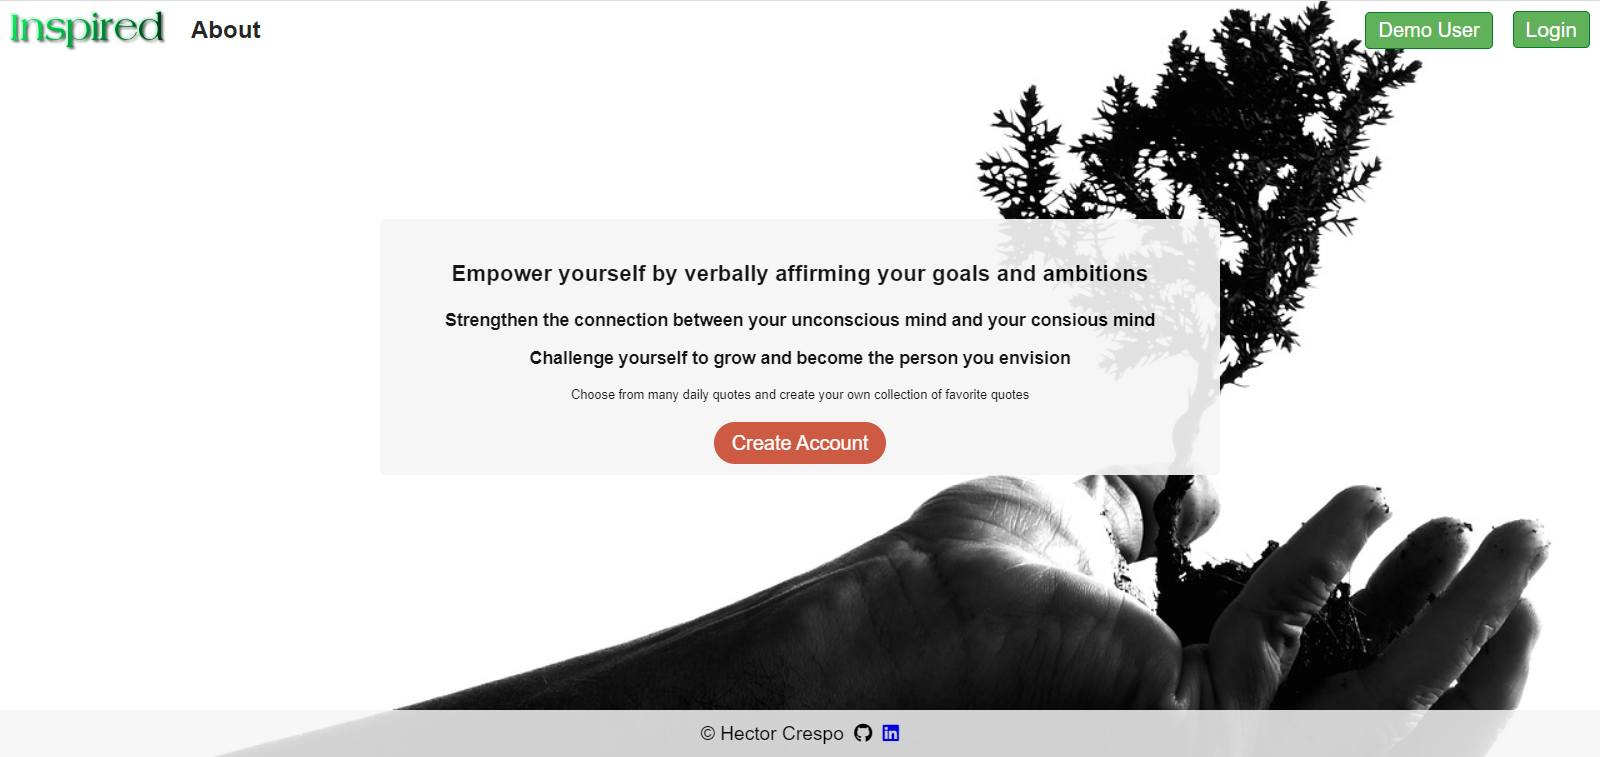 Inspired About Demo User Login
Empower yourself by verbally affirming your goals and ambitions
Strengthen the connection between your unconscious mind and your consious mind
Challenge yourself to grow and become the person you envision
Choose from many daily quotes and create your own collection of favorite quotes
Create Account
© Hector Crespo in